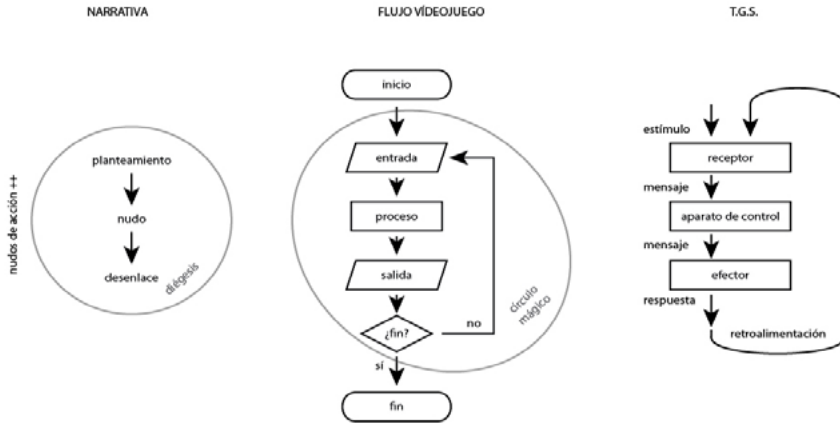 NARRATIVA
nudos de acción ++
planteamiento
nudo
desenlace
diégesis
FLUJO VÍDEOJUEGO
inicio
entrada
proceso
salida
¿fin?
no
sí
fin
círculo
mágico
T.G.S.
estímulo
receptor
mensaje
aparato de control
mensaje
efector
respuesta
retroalimentación